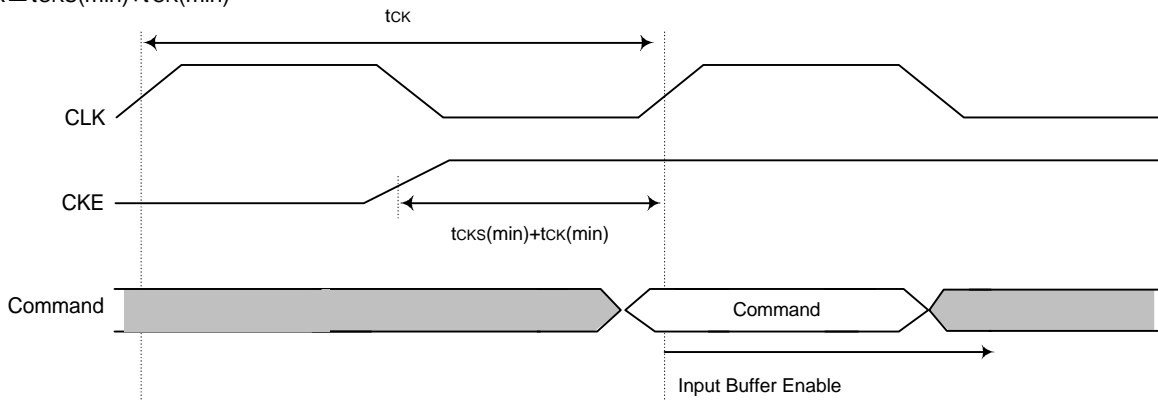 tCK
CLK
CKE
tCKS(min)+tCK(min)
Command
Command
Input Buffer Enable